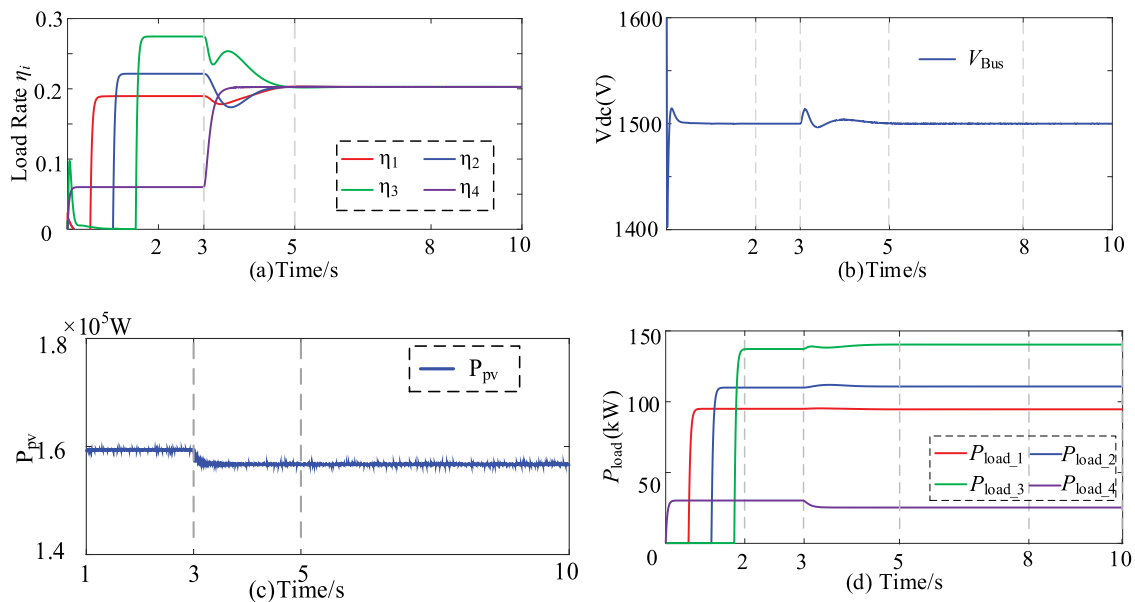 0.3
0.2
0.1
0
Load Rate ηi
η1
η2
η3
η4
2
3
5
8
10
(a)Time/s
1600
1500
1400
Vdc(V)
VBus
2
3
5
8
10
(b)Time/s
×10⁵W
1.8
1.6
1.4
Ppv
Ppv
1
3
5
10
(c)Time/s
150
100
50
0
Pload(kW)
Pload_1
Pload_2
Pload_3
Pload_4
2
3
5
8
10
(d) Time/s